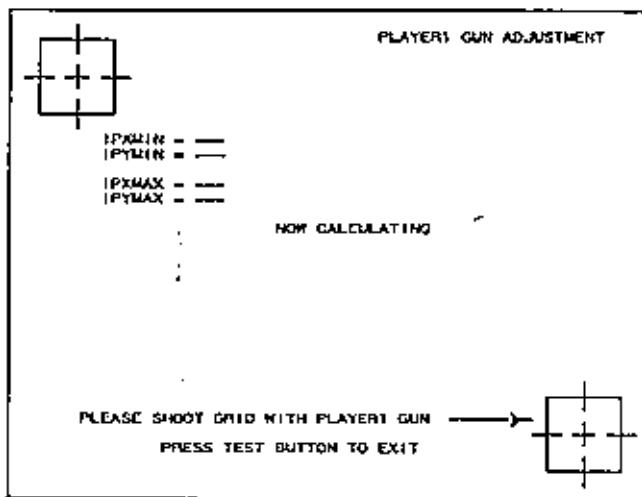 PLAYER1 GUN ADJUSTMENT
IPXMIN - ---
IPYMIN - ---
IPXMAX - ---
IPYMAX - ---
NOW CALCULATING
PLEASE SHOOT GRID WITH PLAYER1 GUN
PRESS TEST BUTTON TO EXIT